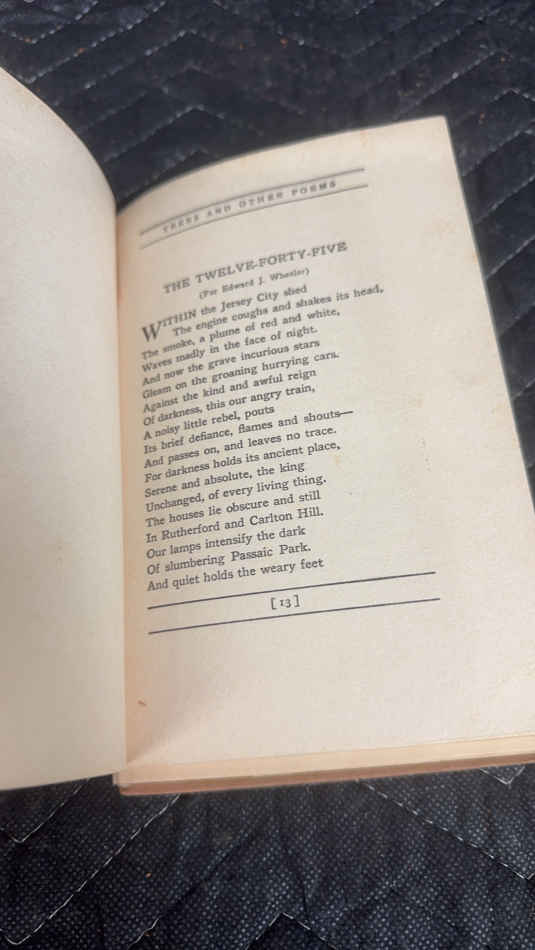 TREES AND OTHER POEMS
THE TWELVE-FORTY-FIVE
(For Edward J. Wheeler)
WITHIN the Jersey City shed
The engine coughs and shakes its head,
The smoke, a plume of red and white,
Waves madly in the face of night.
And now the grave incurious stars
Gleam on the groaning hurrying cars.
Against the kind and awful reign
Of darkness, this our angry train,
A noisy little rebel, pouts
Its brief defiance, flames and shouts—
And passes on, and leaves no trace.
For darkness holds its ancient place,
Serene and absolute, the king
Unchanged, of every living thing.
The houses lie obscure and still
In Rutherford and Carlton Hill.
Our lamps intensify the dark
Of slumbering Passaic Park.
And quiet holds the weary feet
[13]